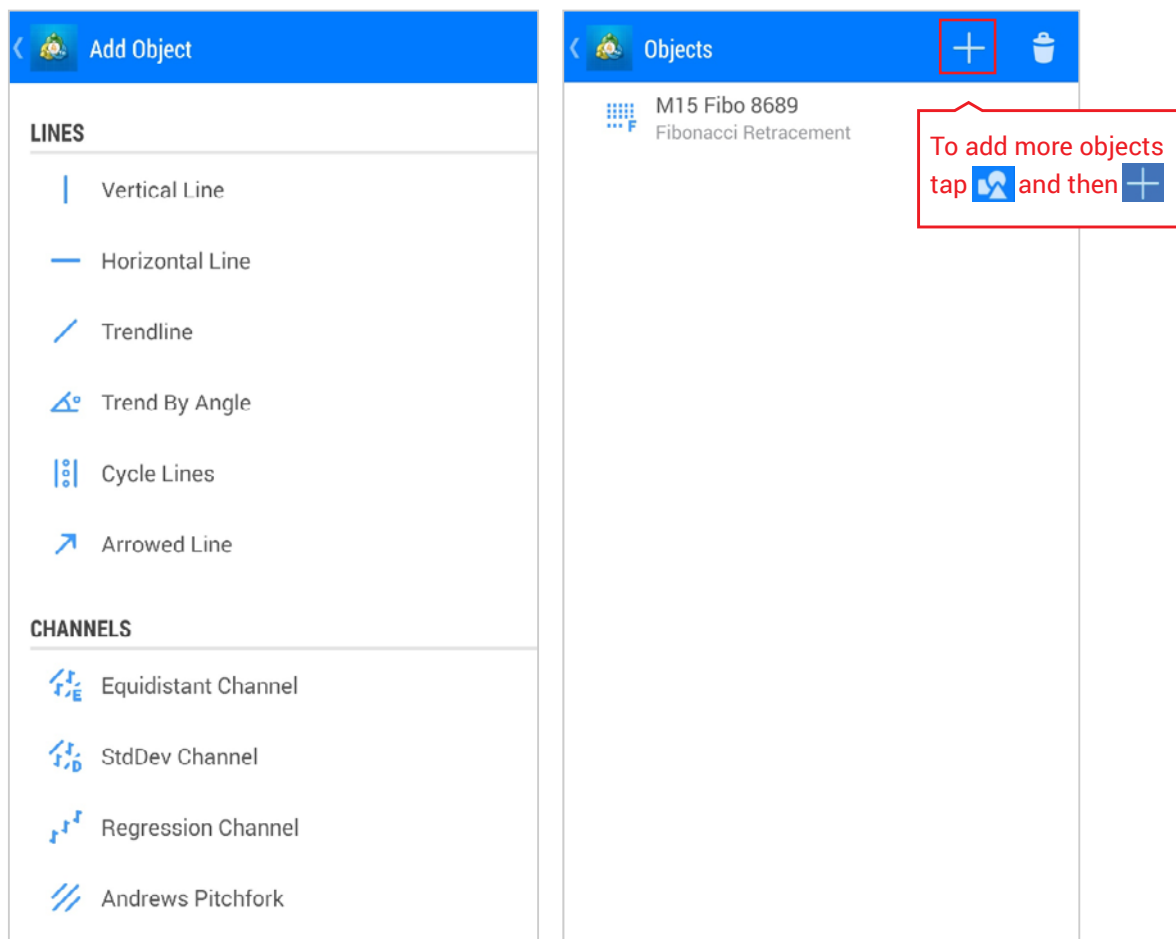 Add Object
LINES
Vertical Line
Horizontal Line
Trendline
Trend By Angle
Cycle Lines
Arrowed Line
CHANNELS
Equidistant Channel
StdDev Channel
Regression Channel
Andrews Pitchfork
Objects
M15 Fibo 8689
Fibonacci Retracement
To add more objects
tap and then